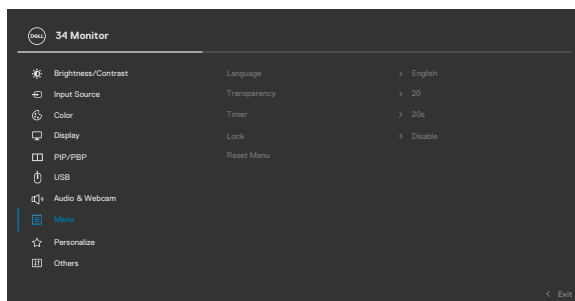 DELL 34 Monitor
Brightness/Contrast Language > English
Input Source Transparency > 20
Color Timer > 20s
Display Lock > Disable
PIP/PBP Reset Menu
USB
Audio & Webcam
Menu
Personalize
Others
< Exit